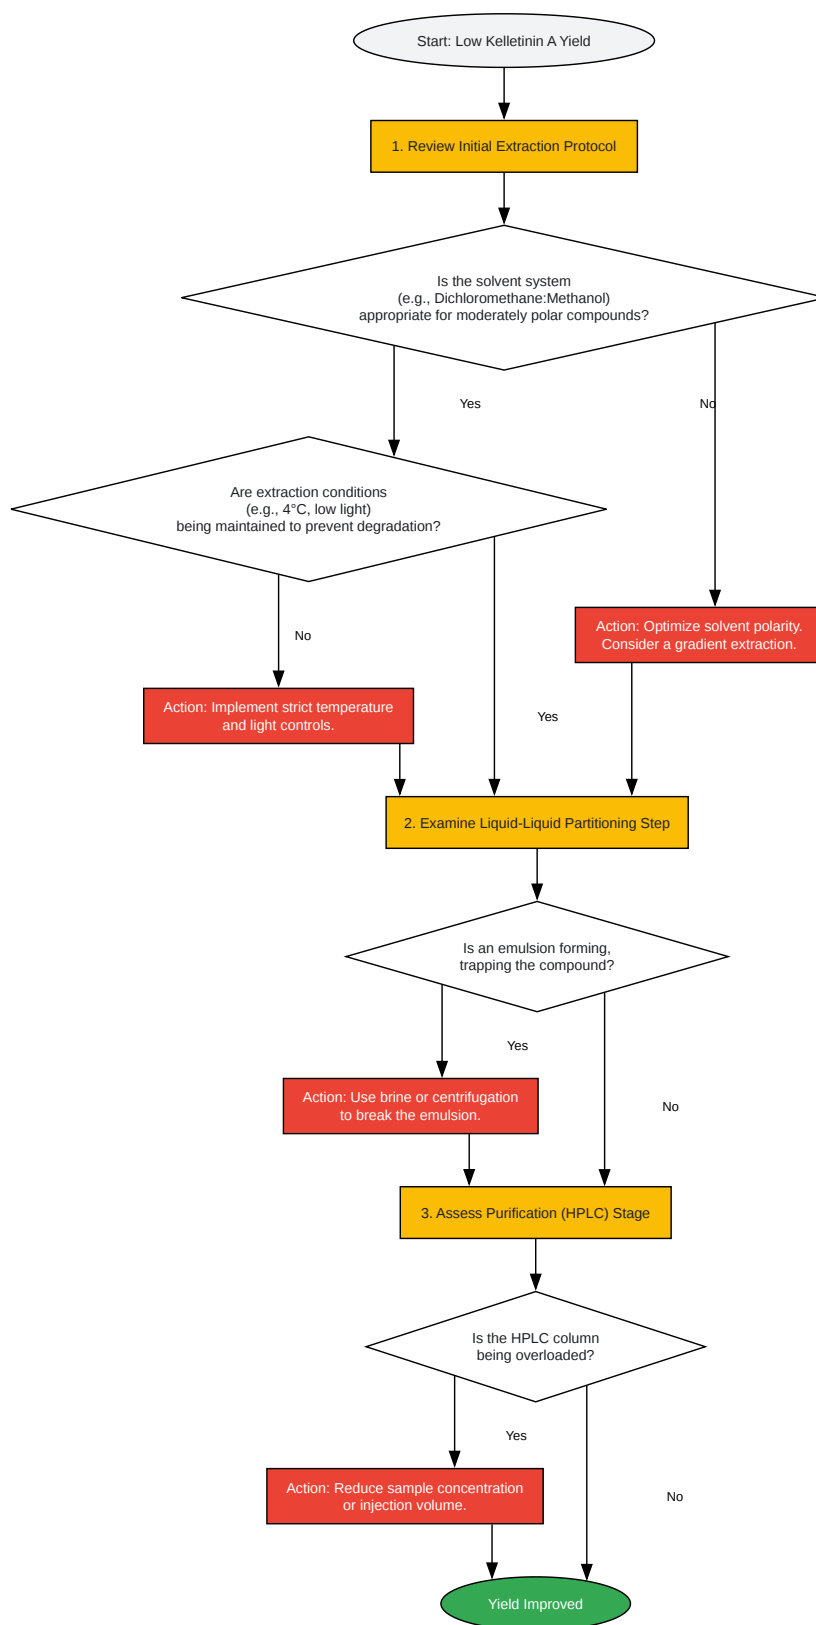 Start: Low Kelletinin A Yield
1. Review Initial Extraction Protocol
Is the solvent system
(e.g., Dichloromethane:Methanol)
appropriate for moderately polar compounds?
Yes
No
Are extraction conditions
(e.g., 4°C, low light)
being maintained to prevent degradation?
No
Action: Optimize solvent polarity.
Consider a gradient extraction.
Action: Implement strict temperature
and light controls.
Yes
2. Examine Liquid-Liquid Partitioning Step
Is an emulsion forming,
trapping the compound?
Yes
Action: Use brine or centrifugation
to break the emulsion.
No
3. Assess Purification (HPLC) Stage
Is the HPLC column
being overloaded?
Yes
Action: Reduce sample concentration
or injection volume.
No
Yield Improved